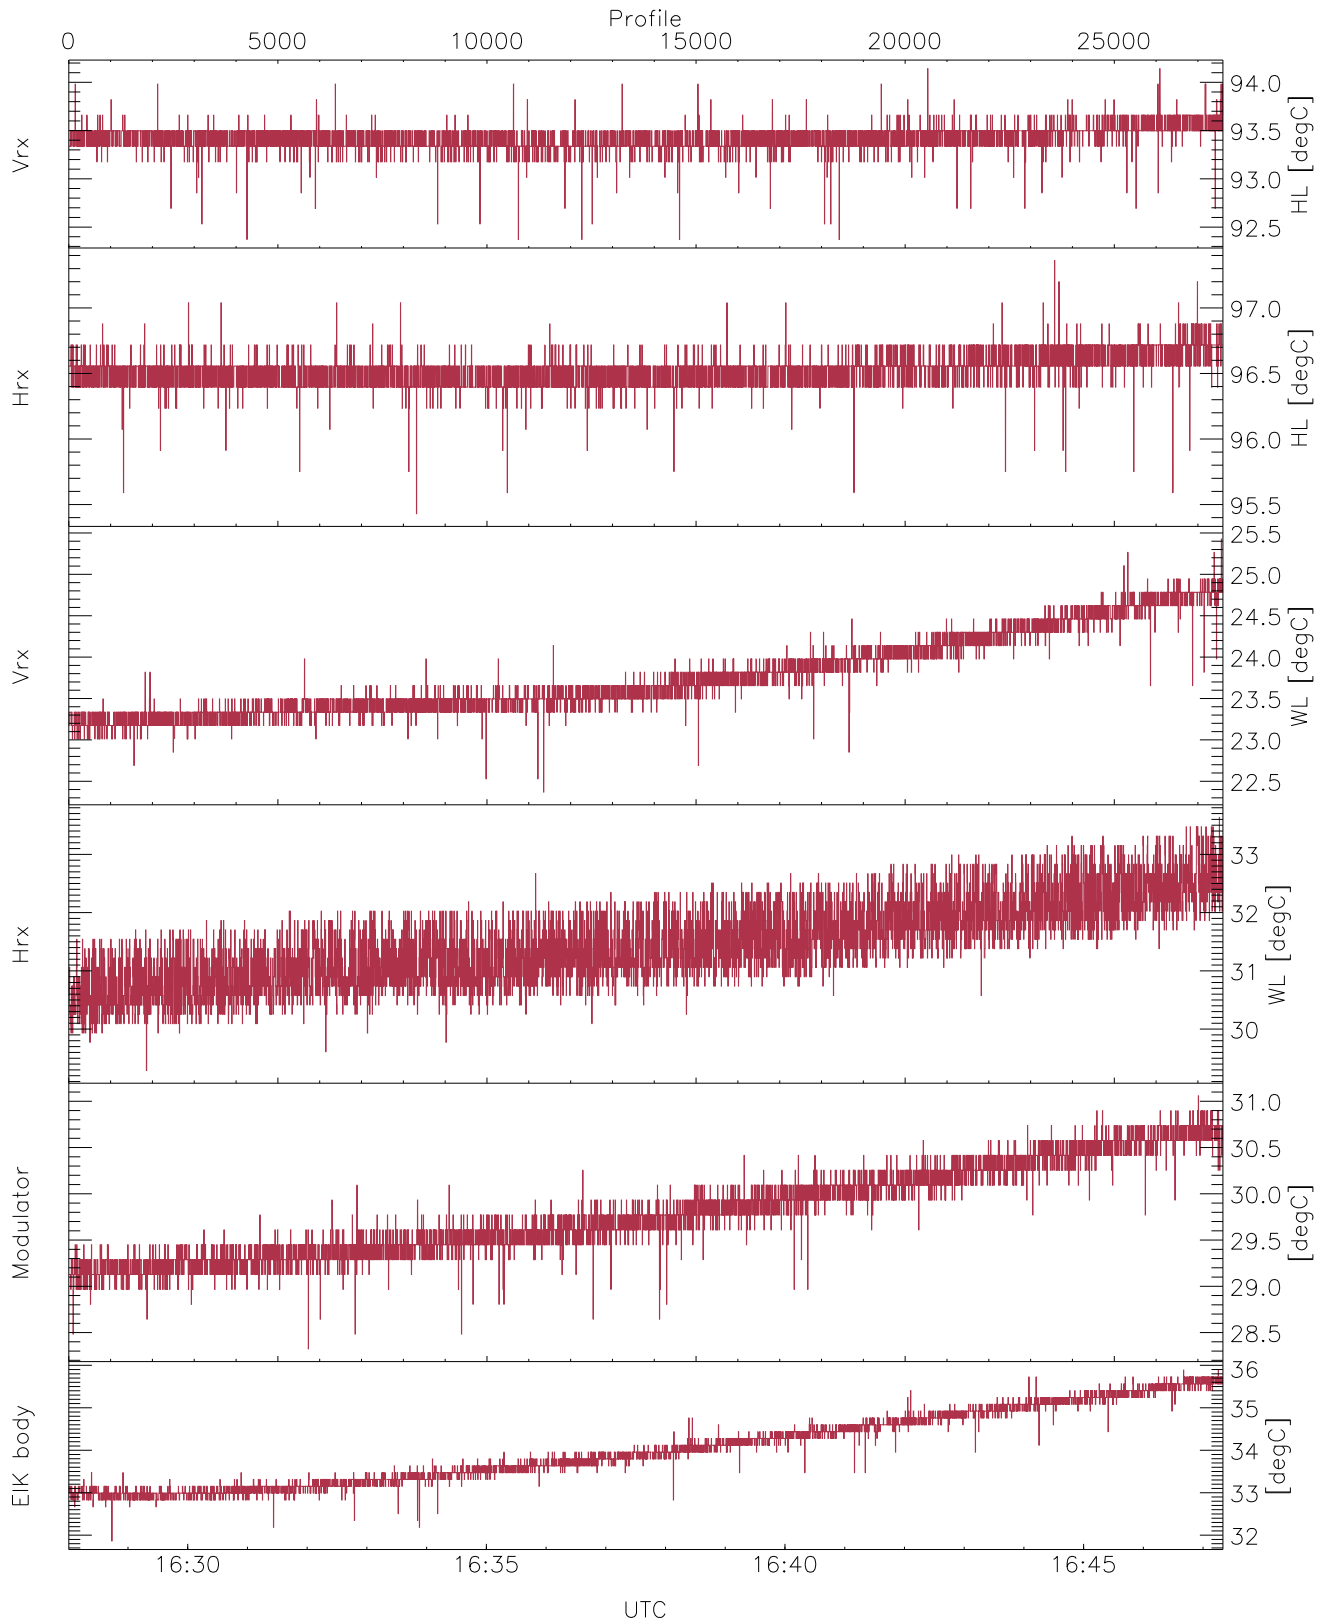 Profile
0 5000 10000 15000 20000 25000
Vrx
94.0
93.5
93.0
92.5
HL [degC]
Hrx
97.0
96.5
96.0
95.5
HL [degC]
Vrx
25.5
25.0
24.5
24.0
23.5
23.0
22.5
WL [degC]
Hrx
33
32
31
30
WL [degC]
Modulator
31.0
30.5
30.0
29.5
29.0
28.5
[degC]
EIK body
36
35
34
33
32
[degC]
16:30 16:35 16:40 16:45
UTC